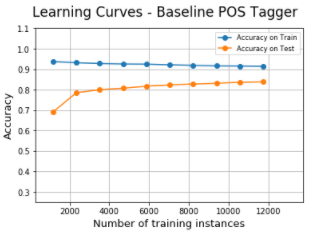 Learning Curves - Baseline POS Tagger
1.1
1.0
0.9
0.8
0.7
0.6
0.5
0.4
0.3
Accuracy
Accuracy on Train
Accuracy on Test
2000 4000 6000 8000 10000 12000
Number of training instances